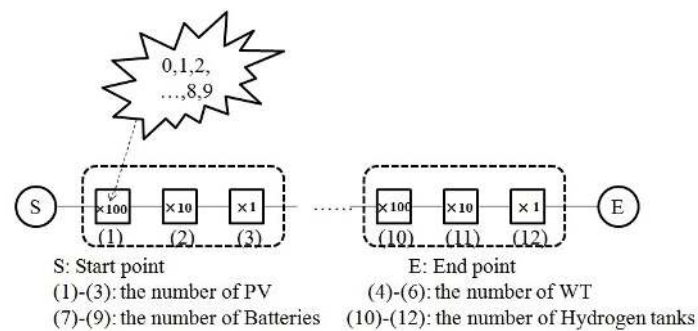 0,1,2,
…,8,9
S ×100 ×10 ×1 …… ×100 ×10 ×1 E
(1) (2) (3) (10) (11) (12)
S: Start point E: End point
(1)-(3): the number of PV (4)-(6): the number of WT
(7)-(9): the number of Batteries (10)-(12): the number of Hydrogen tanks